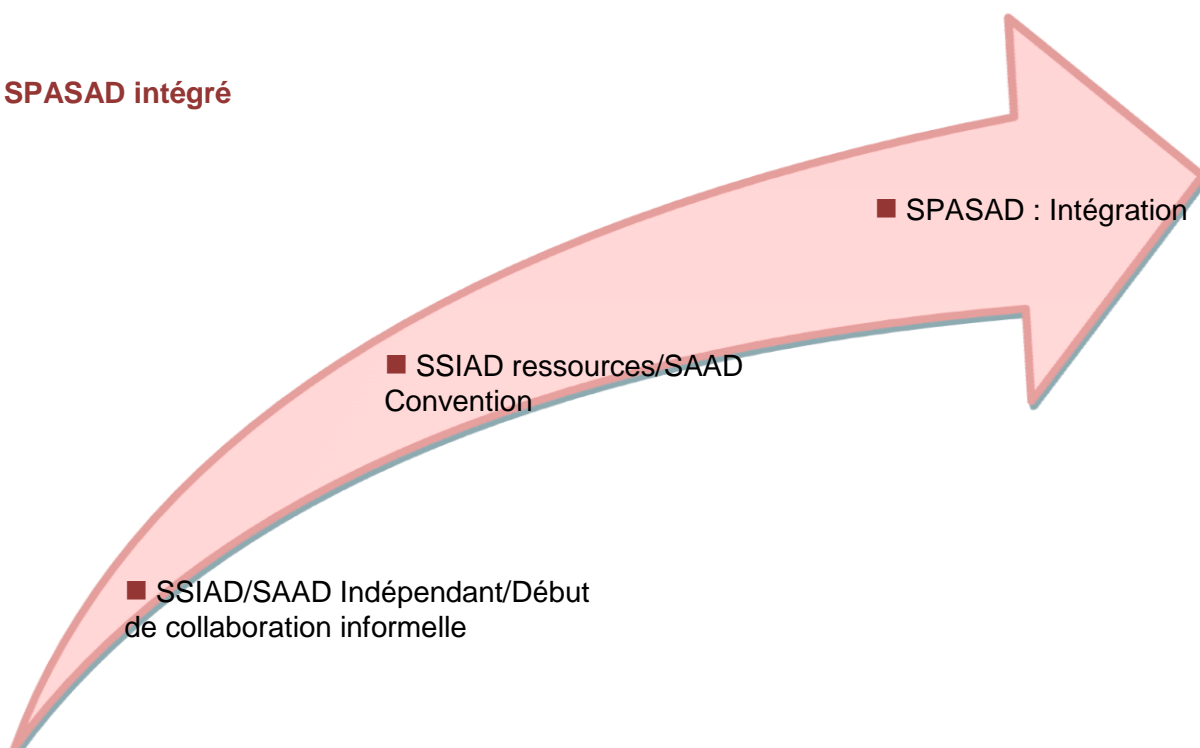 SPASAD intégré
■ SPASAD : Intégration
■ SSIAD ressources/SAAD
Convention
■ SSIAD/SAAD Indépendant/Début
de collaboration informelle